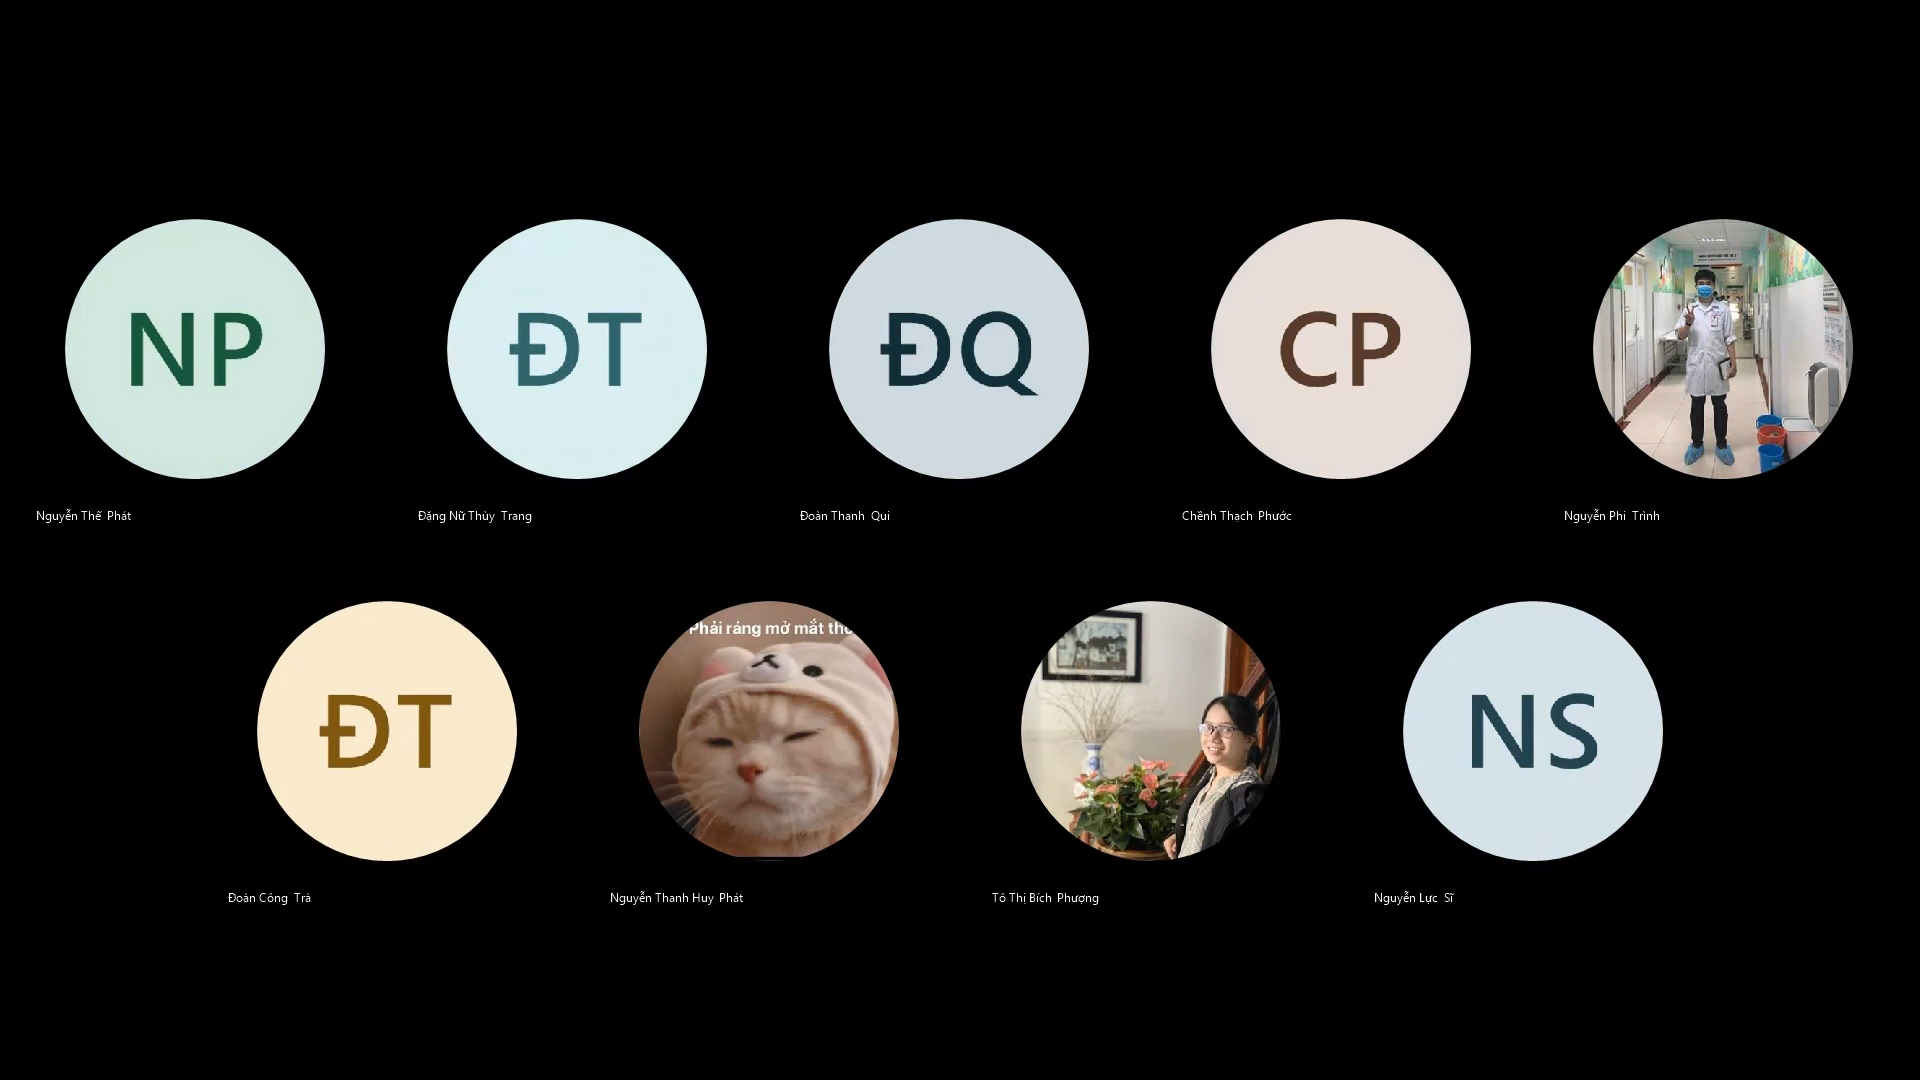 NP
ĐT
ĐQ
CP
Nguyễn Thế Phát
Đặng Nữ Thùy Trang
Đoàn Thanh Qui
Chềnh Thạch Phước
Nguyễn Phi Trình
ĐT
Phải ráng mở mắt
NS
Đoàn Công Trà
Nguyễn Thanh Huy Phát
Tô Thị Bích Phượng
Nguyễn Lực Sĩ